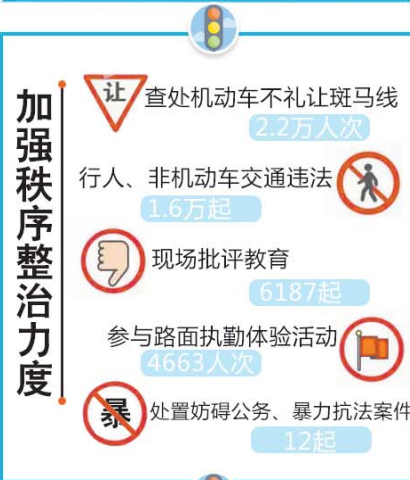 加强秩序整治力度
让
查处机动车不礼让斑马线
2.2万人次
行人、非机动车交通违法
1.6万起
现场批评教育
6187起
参与路面执勤体验活动
4663人次
暴
处置妨碍公务、暴力抗法案件
12起